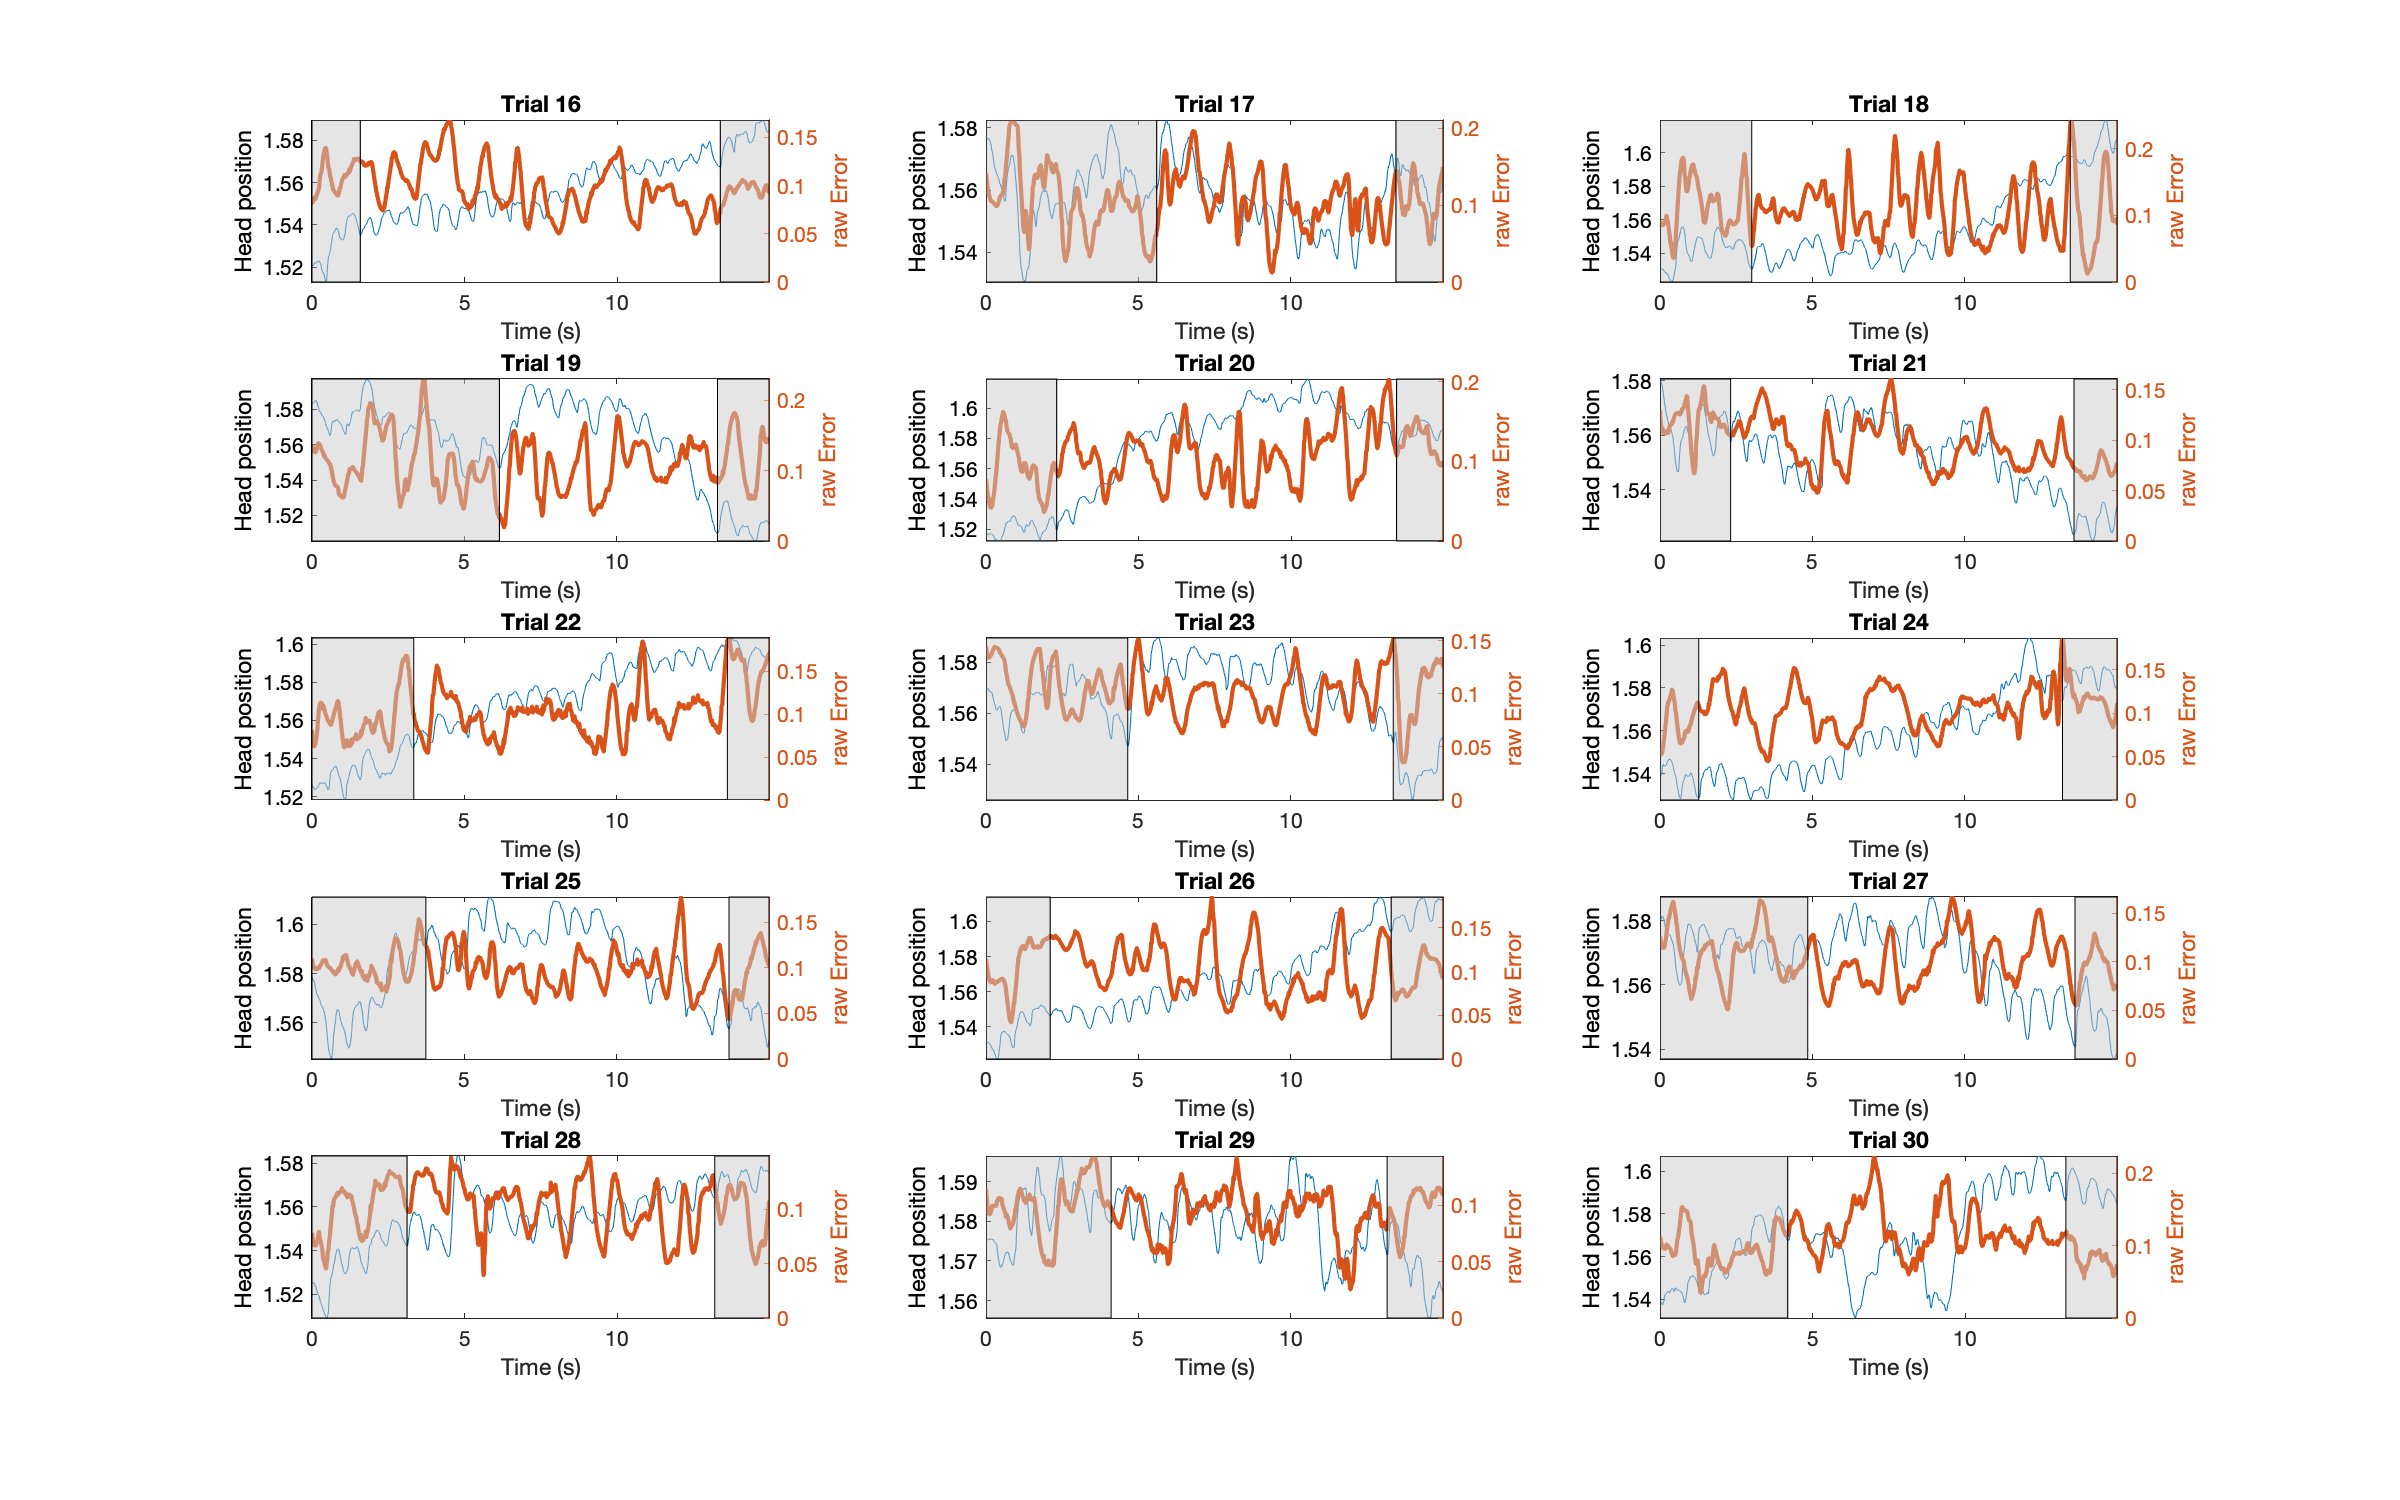 Trial 16
Head position
1.58
1.56
1.54
1.52
0.15
0.1
0.05
0
raw Error
0 5 10
Time (s)
Trial 17
Head position
1.58
1.56
1.54
0.2
0.1
0
raw Error
0 5 10
Time (s)
Trial 18
Head position
1.6
1.58
1.56
1.54
0.2
0.1
0
raw Error
0 5 10
Time (s)
Trial 19
Head position
1.58
1.56
1.54
1.52
0.2
0.1
0
raw Error
0 5 10
Time (s)
Trial 20
Head position
1.6
1.58
1.56
1.54
1.52
0.2
0.1
0
raw Error
0 5 10
Time (s)
Trial 21
Head position
1.58
1.56
1.54
0.15
0.1
0.05
0
raw Error
0 5 10
Time (s)
Trial 22
Head position
1.6
1.58
1.56
1.54
1.52
0.15
0.1
0.05
0
raw Error
0 5 10
Time (s)
Trial 23
Head position
1.58
1.56
1.54
0.15
0.1
0.05
0
raw Error
0 5 10
Time (s)
Trial 24
Head position
1.6
1.58
1.56
1.54
0.15
0.1
0.05
0
raw Error
0 5 10
Time (s)
Trial 25
Head position
1.6
1.58
1.56
0.15
0.1
0.05
0
raw Error
0 5 10
Time (s)
Trial 26
Head position
1.6
1.58
1.56
1.54
0.15
0.1
0.05
0
raw Error
0 5 10
Time (s)
Trial 27
Head position
1.58
1.56
1.54
0.15
0.1
0.05
0
raw Error
0 5 10
Time (s)
Trial 28
Head position
1.58
1.56
1.54
1.52
0.1
0.05
0
raw Error
0 5 10
Time (s)
Trial 29
Head position
1.59
1.58
1.57
1.56
0.1
0.05
0
raw Error
0 5 10
Time (s)
Trial 30
Head position
1.6
1.58
1.56
1.54
0.2
0.1
0
raw Error
0 5 10
Time (s)